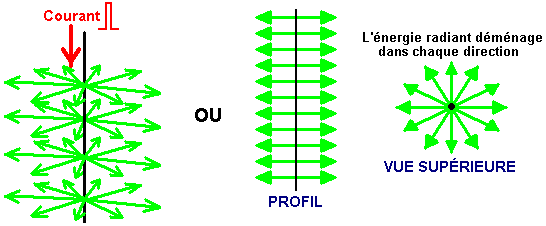 Courant
OU
L'énergie radiant déménage
dans chaque direction
PROFIL
VUE SUPÉRIEURE